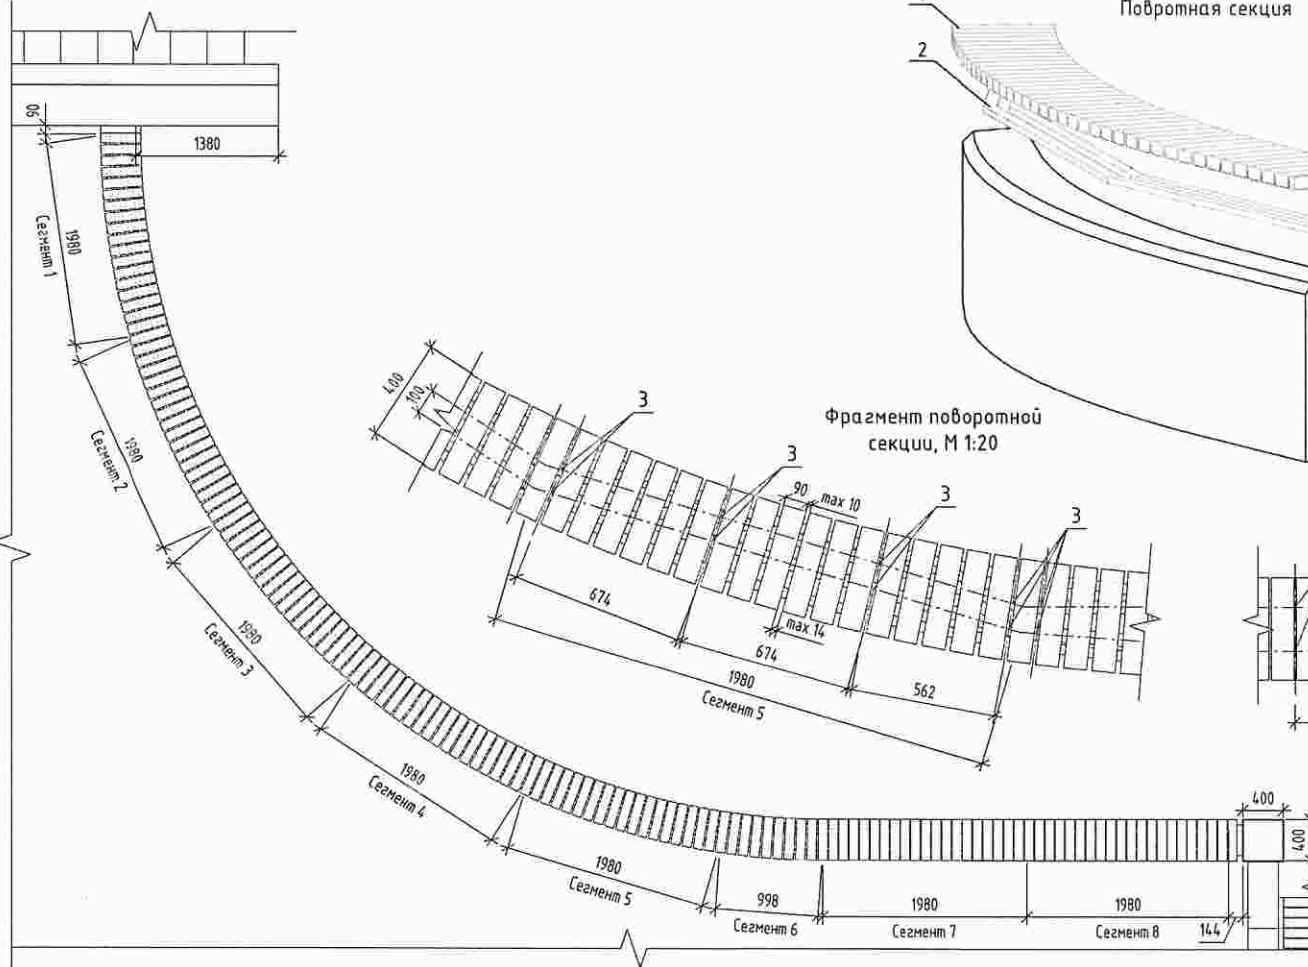 Повротная секция
2
90
1380
1980
Сегмент 1
1980
Сегмент 2
1980
Сегмент 3
1980
Сегмент 4
1980
Сегмент 5
998
Сегмент 6
1980
Сегмент 7
1980
Сегмент 8
144
400
400
Фрагмент поворотной
секции, М 1:20
400
100
3
3
3
3
90
max 10
max 14
674
674
562
1980
Сегмент 5